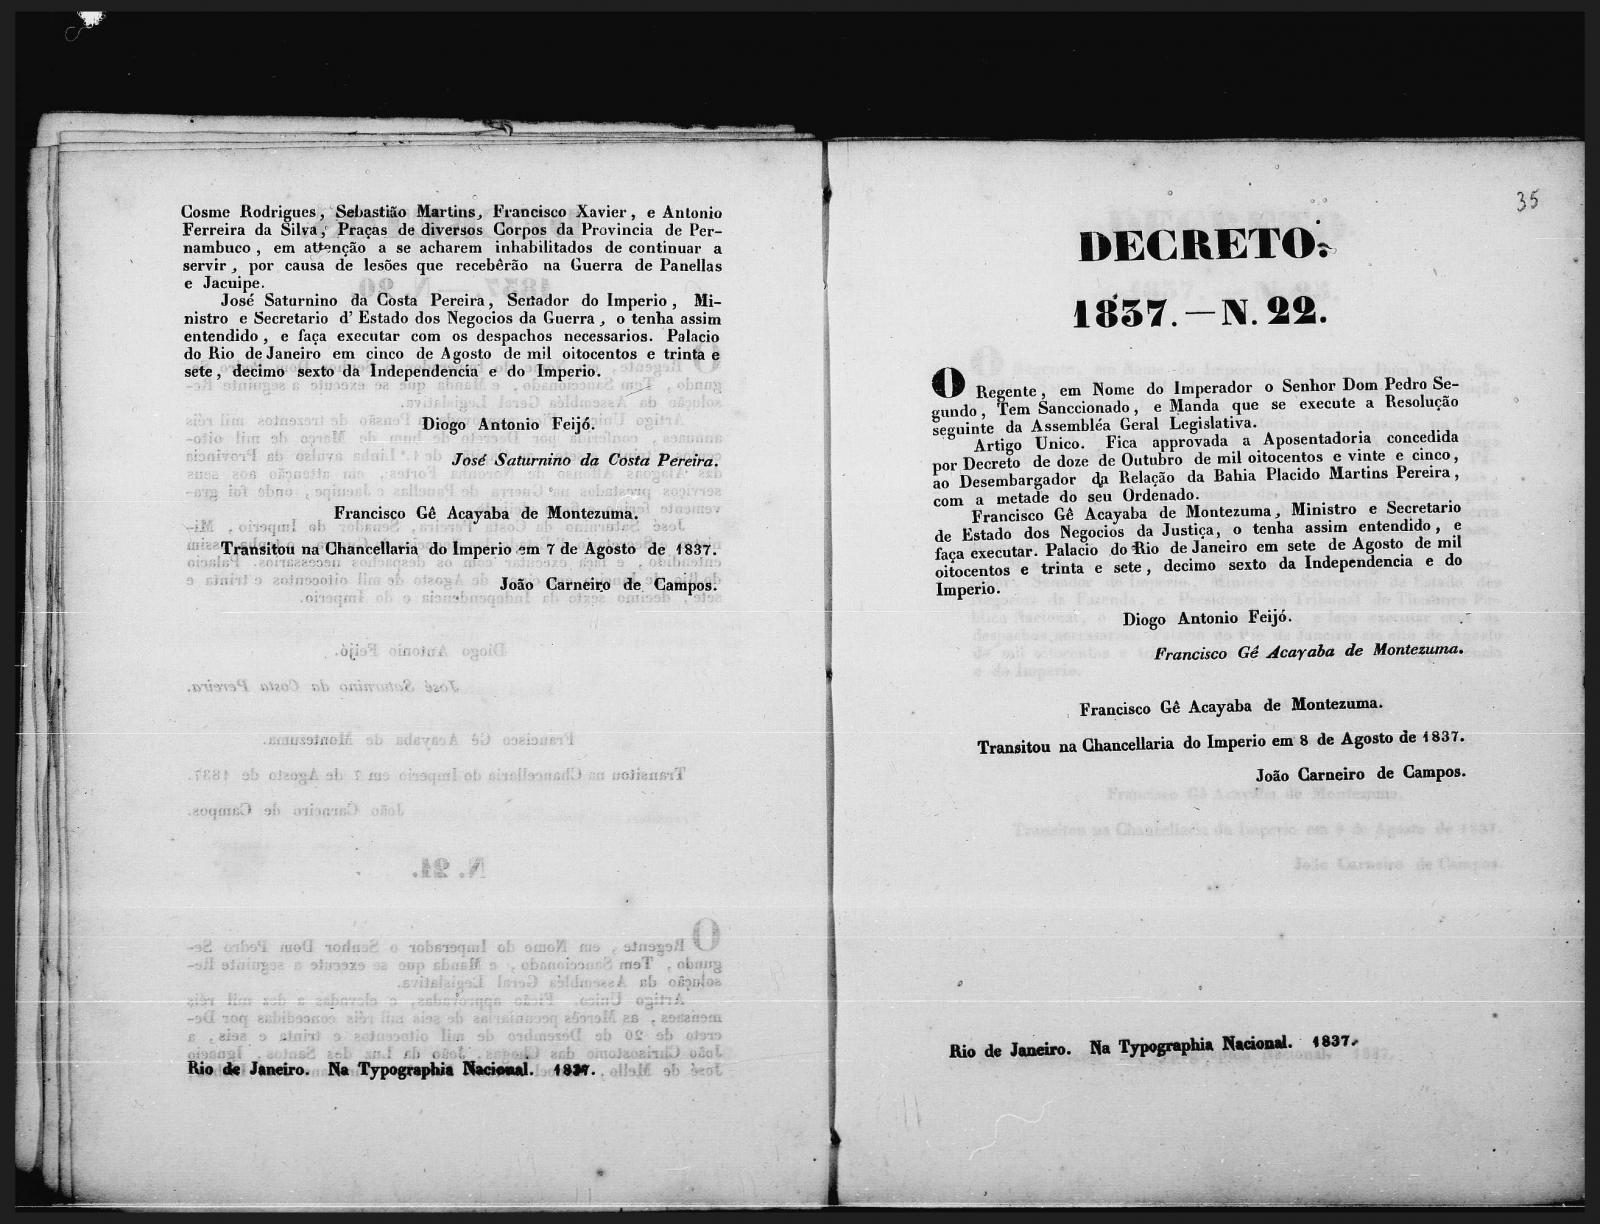 Cosme Rodrigues, Sebastião Martins, Francisco Xavier, e Antonio
Ferreira da Silva, Praças de diversos Corpos da Provincia de Per-
nambuco, em attenção a se acharem inhabilitados de continuar a
servir, por causa de lesões que recebêrão na Guerra de Panellas
e Jacuipe.
José Saturnino da Costa Pereira, Senador do Imperio, Mi-
nistro e Secretario d' Estado dos Negocios da Guerra, o tenha assim
entendido, e faça executar com os despachos necessarios. Palacio
do Rio de Janeiro em cinco de Agosto de mil oitocentos e trinta e
sete, decimo sexto da Independencia e do Imperio.
Diogo Antonio Feijó.
José Saturnino da Costa Pereira.
Francisco Gê Acayaba de Montezuma.
Transitou na Chancellaria do Imperio em 7 de Agosto de 1837.
João Carneiro de Campos.
Rio de Janeiro. Na Typographia Nacional. 1837.
35
DECRETO.
1837.—N. 22.
O Regente, em Nome do Imperador o Senhor Dom Pedro Se-
gundo, Tem Sanccionado, e Manda que se execute a Resolução
seguinte da Assembléa Geral Legislativa.
Artigo Unico. Fica approvada a Aposentadoria concedida
por Decreto de doze de Outubro de mil oitocentos e vinte e cinco,
ao Desembargador da Relação da Bahia Placido Martins Pereira,
com a metade do seu Ordenado.
Francisco Gê Acayaba de Montezuma, Ministro e Secretario
de Estado dos Negocios da Justiça, o tenha assim entendido, e
faça executar. Palacio do Rio de Janeiro em sete de Agosto de mil
oitocentos e trinta e sete, decimo sexto da Independencia e do
Imperio.
Diogo Antonio Feijó.
Francisco Gê Acayaba de Montezuma.
Francisco Gê Acayaba de Montezuma.
Transitou na Chancellaria do Imperio em 8 de Agosto de 1837.
João Carneiro de Campos.
Rio de Janeiro. Na Typographia Nacional. 1837.